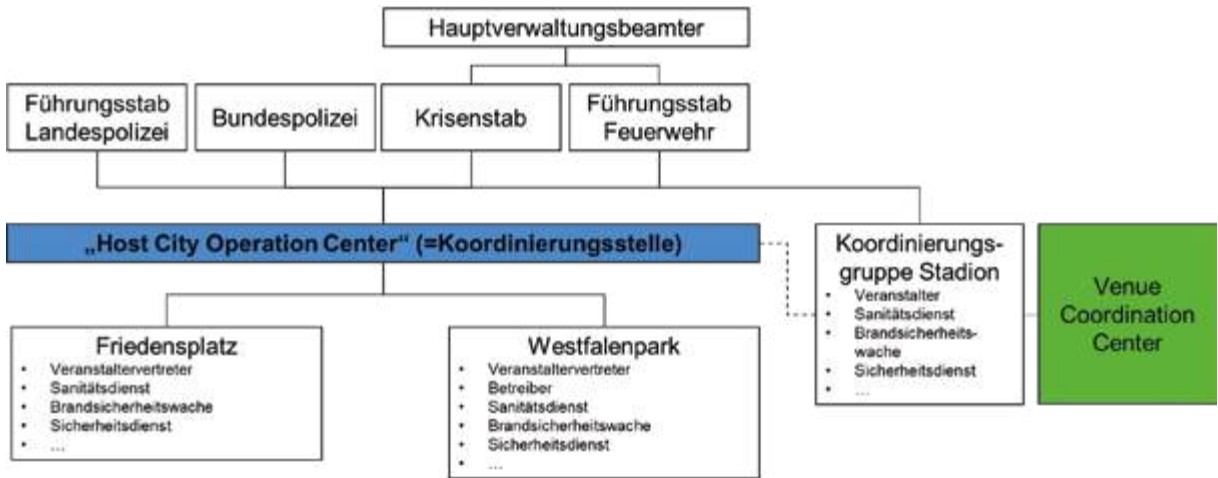 Hauptverwaltungsbeamter
Führungsstab
Landespolizei
Bundespolizei
Krisenstab
Führungsstab
Feuerwehr
„Host City Operation Center“ (=Koordinierungsstelle)
Koordinierungs-
gruppe Stadion
• Veranstalter
• Sanitätsdienst
• Brandsicherheits-
wache
• Sicherheitsdienst
• ...
Venue
Coordination
Center
Friedensplatz
• Veranstaltervertreter
• Sanitätsdienst
• Brandsicherheitswache
• Sicherheitsdienst
• ...
Westfalenpark
• Veranstaltervertreter
• Betreiber
• Sanitätsdienst
• Brandsicherheitswache
• Sicherheitsdienst
• ...